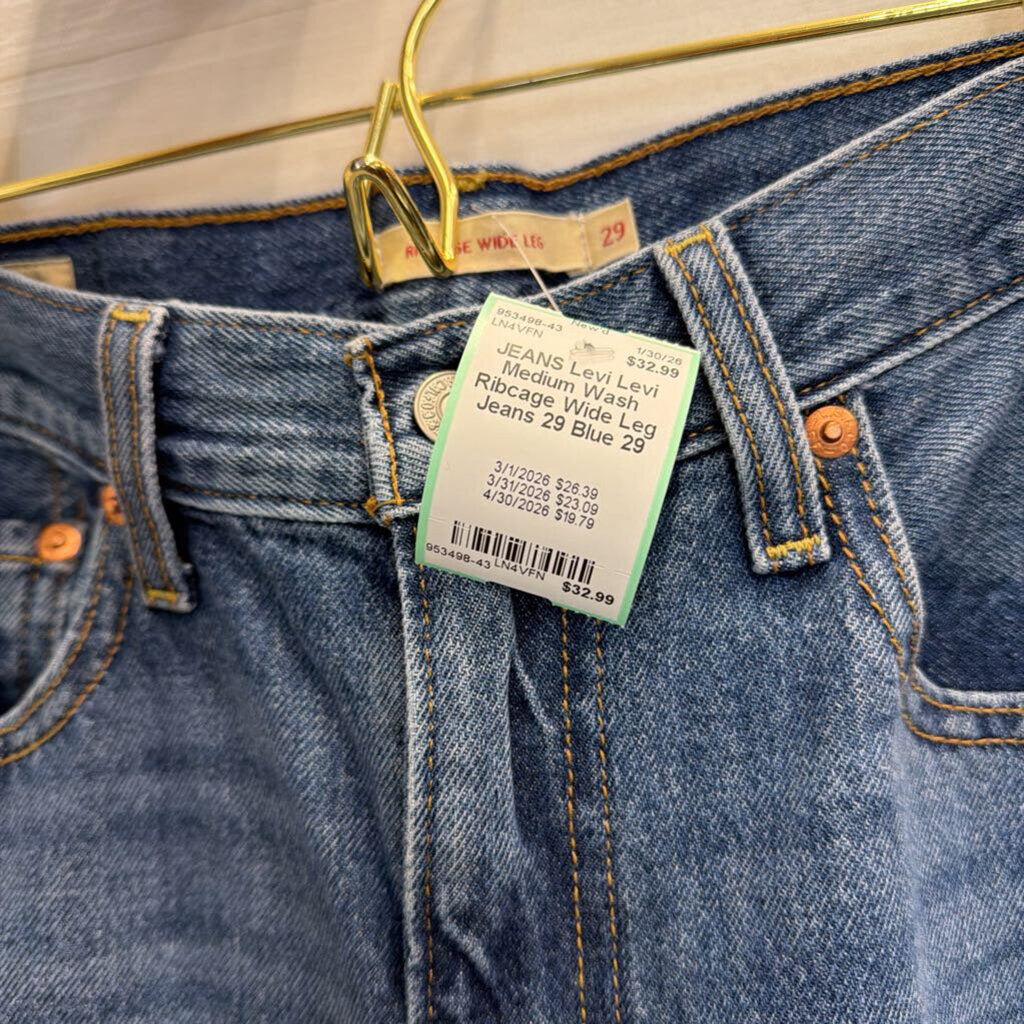 WIDE LEG
29
953498-43 New'd
LN4VFN
1/30/26
$32.99
JEANS Levi Levi
Medium Wash
Ribcage Wide Leg
Jeans 29 Blue 29
3/1/2026 $26.39
3/31/2026 $23.09
4/30/2026 $19.79
953498-43 LN4VFN
$32.99